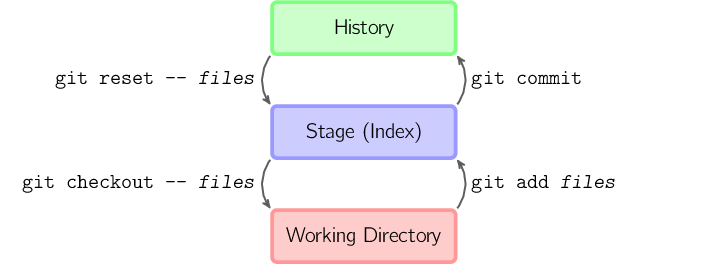 History
git reset -- files
git commit
Stage (Index)
git checkout -- files
git add files
Working Directory